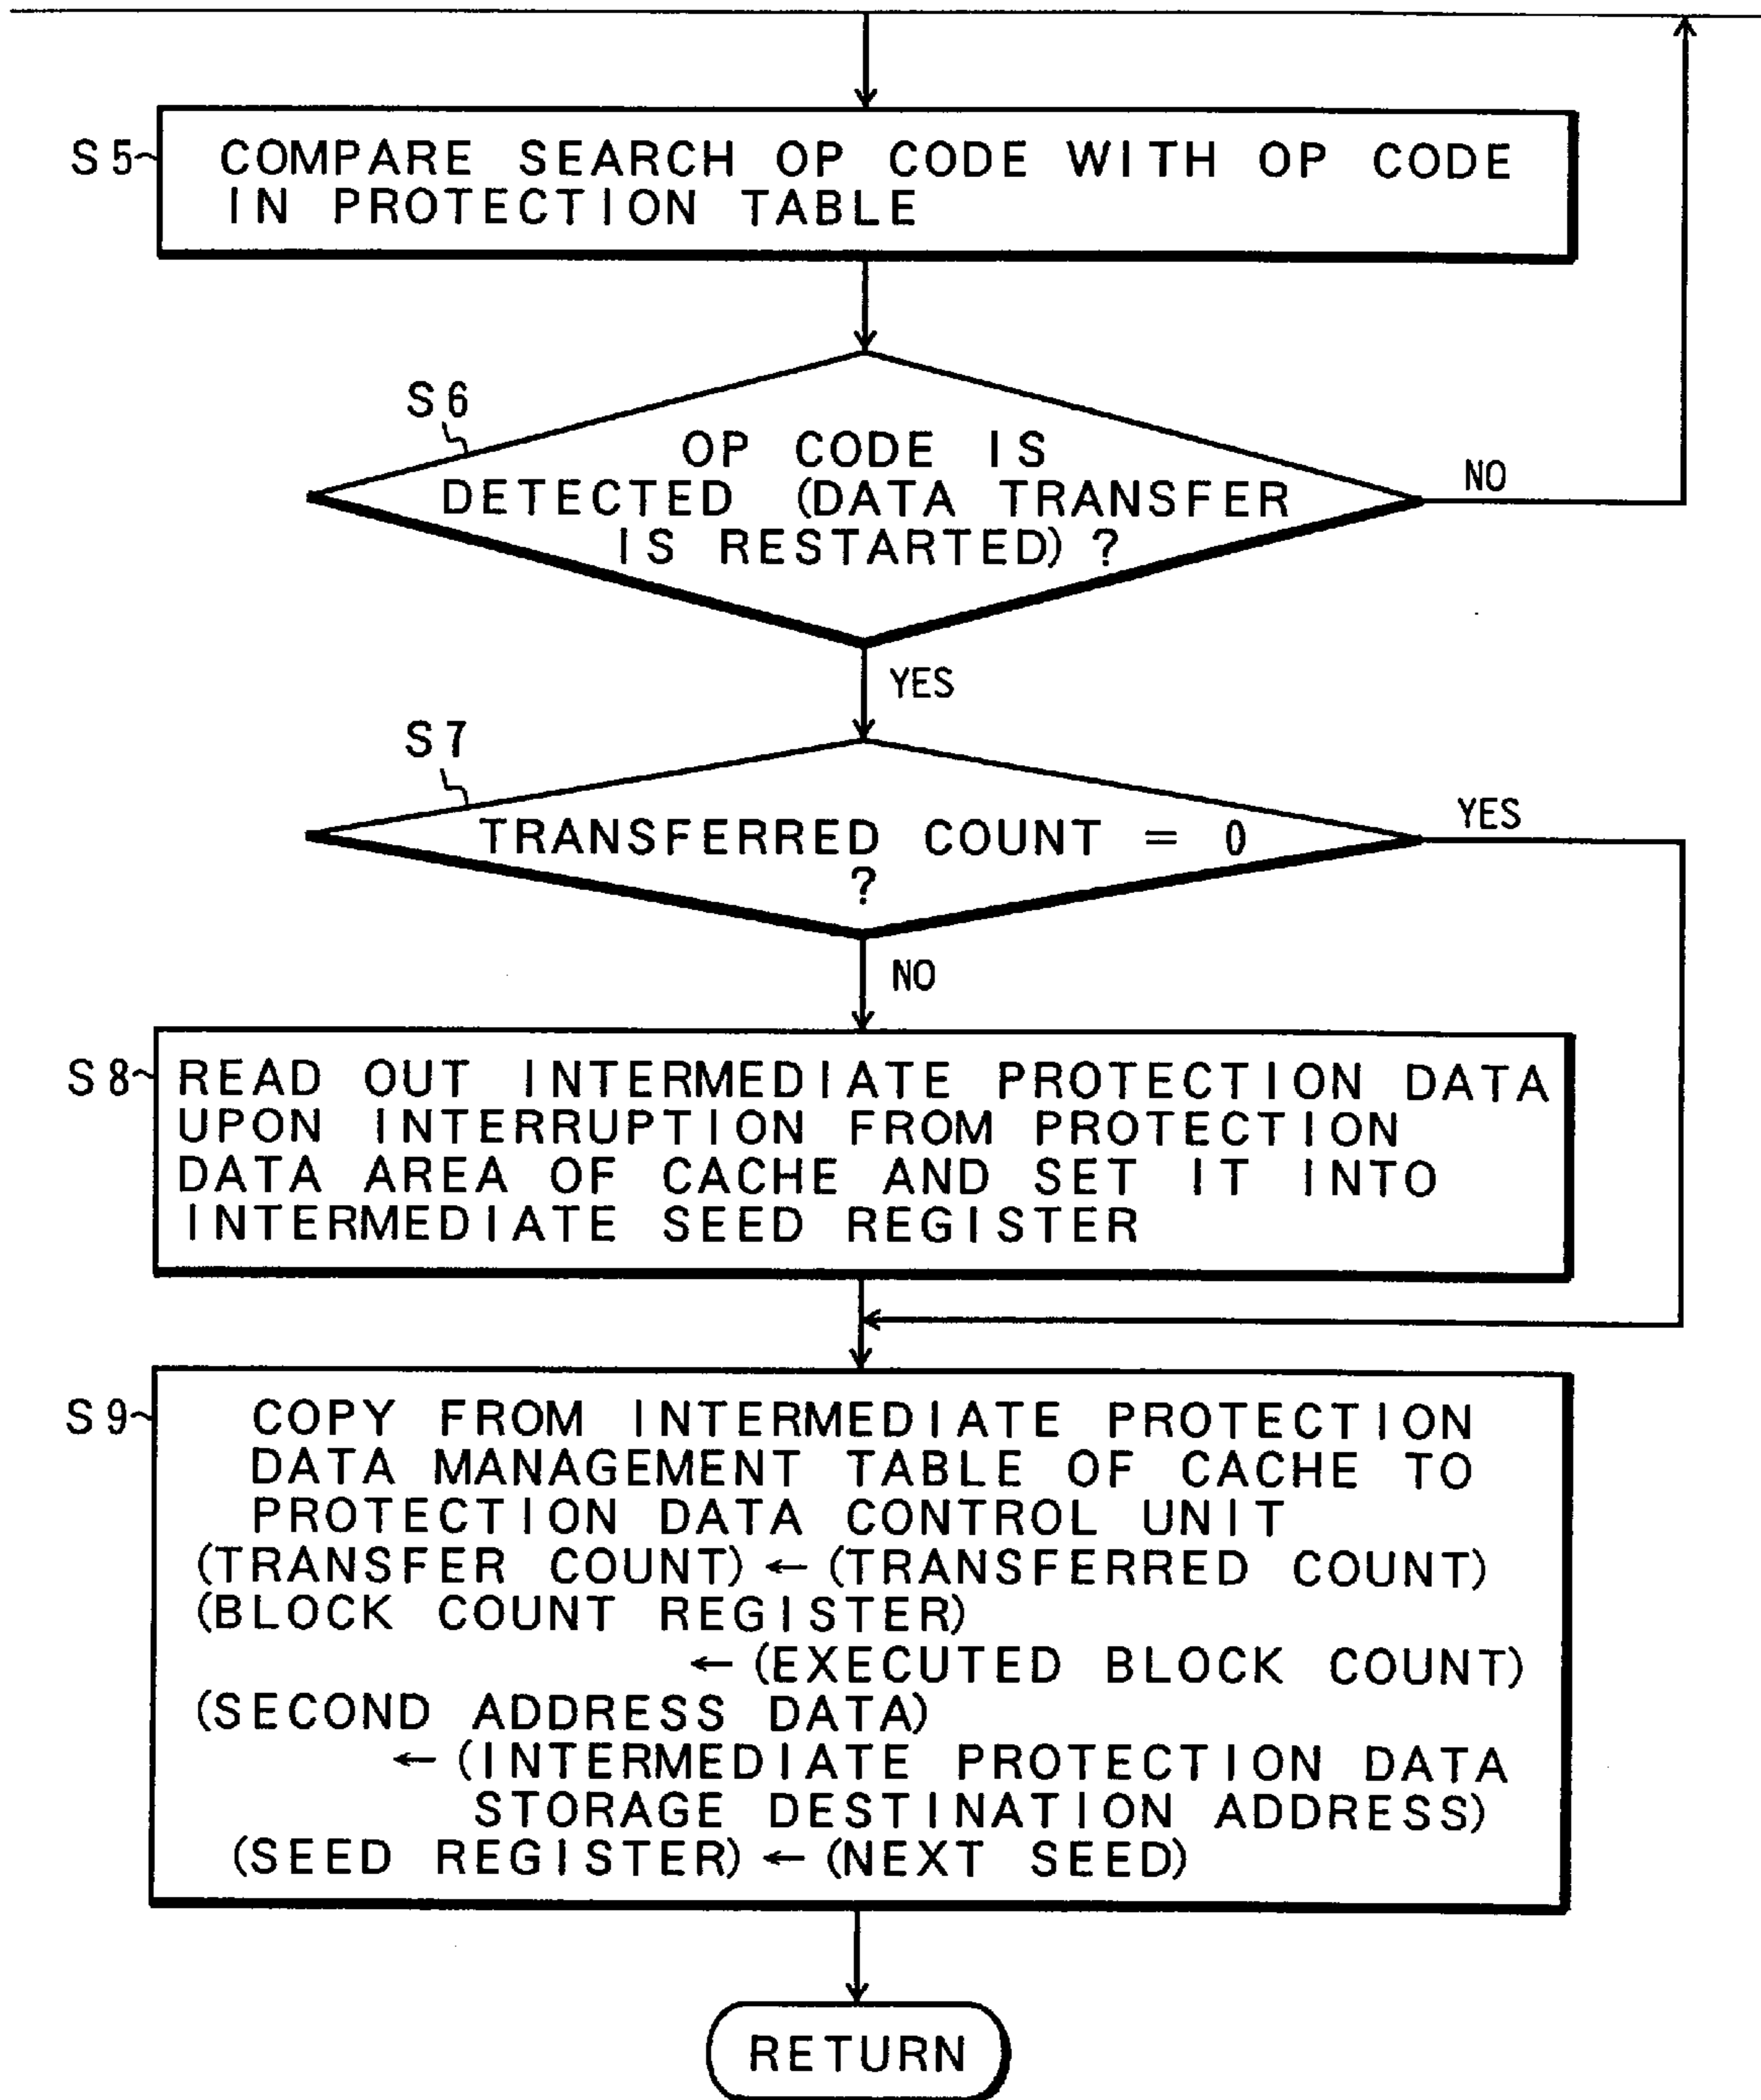 S5
COMPARE SEARCH OP CODE WITH OP CODE
IN PROTECTION TABLE
S6
OP CODE IS
DETECTED (DATA TRANSFER
IS RESTARTED) ?
NO
YES
S7
TRANSFERRED COUNT = 0
?
YES
NO
S8
READ OUT INTERMEDIATE PROTECTION DATA
UPON INTERRUPTION FROM PROTECTION
DATA AREA OF CACHE AND SET IT INTO
INTERMEDIATE SEED REGISTER
S9
COPY FROM INTERMEDIATE PROTECTION
DATA MANAGEMENT TABLE OF CACHE TO
PROTECTION DATA CONTROL UNIT
(TRANSFER COUNT) ← (TRANSFERRED COUNT)
(BLOCK COUNT REGISTER)
← (EXECUTED BLOCK COUNT)
(SECOND ADDRESS DATA)
← (INTERMEDIATE PROTECTION DATA
STORAGE DESTINATION ADDRESS)
(SEED REGISTER) ← (NEXT SEED)
RETURN